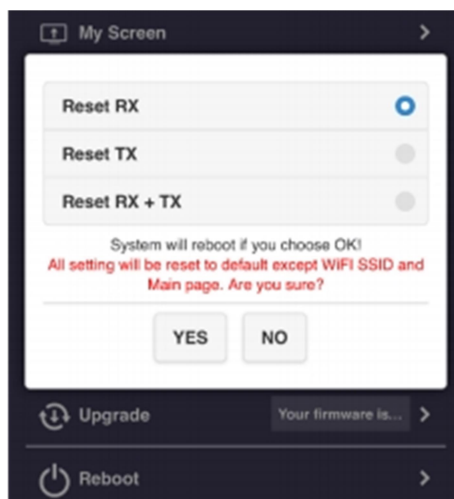 My Screen
Reset RX
Reset TX
Reset RX + TX
System will reboot if you choose OK!
All setting will be reset to default except WiFI SSID and
Main page. Are you sure?
YES NO
Upgrade Your firmware is...
Reboot